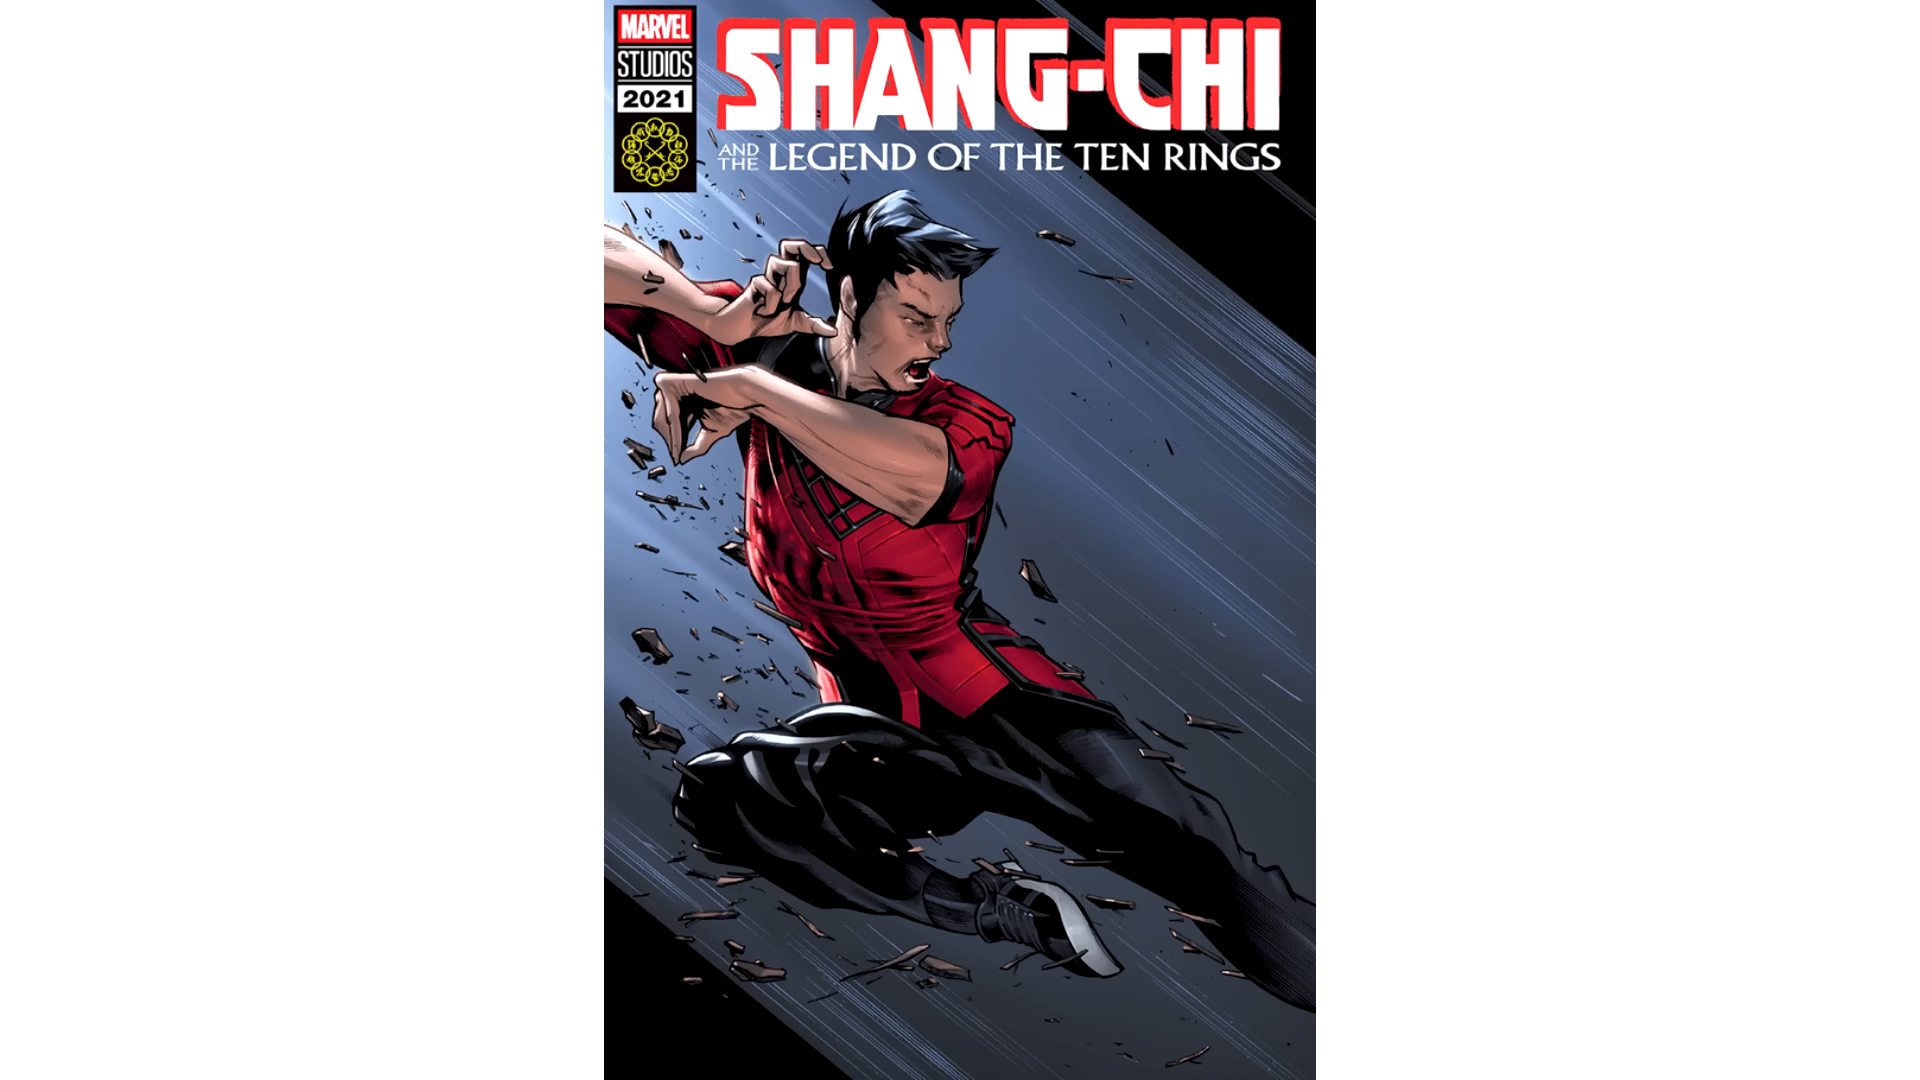 MARVEL
STUDIOS
2021
SHANG-CHI
AND THE LEGEND OF THE TEN RINGS